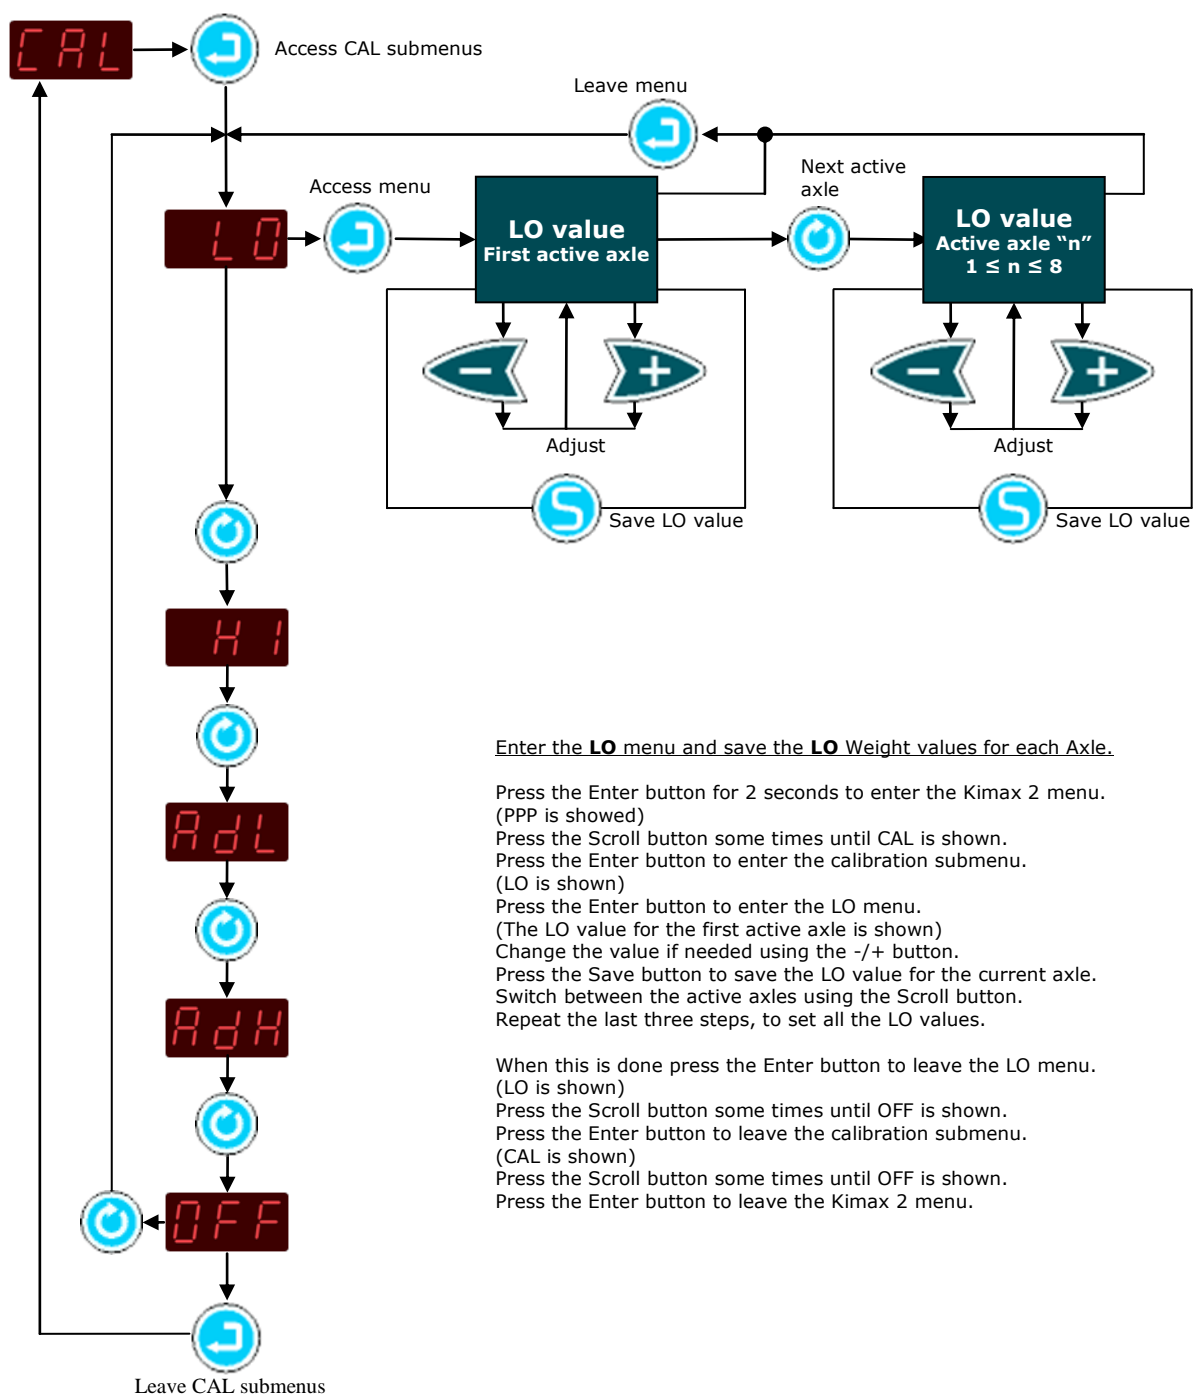 CAL
Access CAL submenus
Leave menu
Next active
axle
Access menu
LO
LO value
First active axle
LO value
Active axle “n”
1 ≤ n ≤ 8
−
+
−
+
Adjust
Adjust
S
Save LO value
S
Save LO value
HI
AdL
AdH
OFF
Leave CAL submenus
Enter the LO menu and save the LO Weight values for each Axle.
Press the Enter button for 2 seconds to enter the Kimax 2 menu.
(PPP is showed)
Press the Scroll button some times until CAL is shown.
Press the Enter button to enter the calibration submenu.
(LO is shown)
Press the Enter button to enter the LO menu.
(The LO value for the first active axle is shown)
Change the value if needed using the -/+ button.
Press the Save button to save the LO value for the current axle.
Switch between the active axles using the Scroll button.
Repeat the last three steps, to set all the LO values.
When this is done press the Enter button to leave the LO menu.
(LO is shown)
Press the Scroll button some times until OFF is shown.
Press the Enter button to leave the calibration submenu.
(CAL is shown)
Press the Scroll button some times until OFF is shown.
Press the Enter button to leave the Kimax 2 menu.